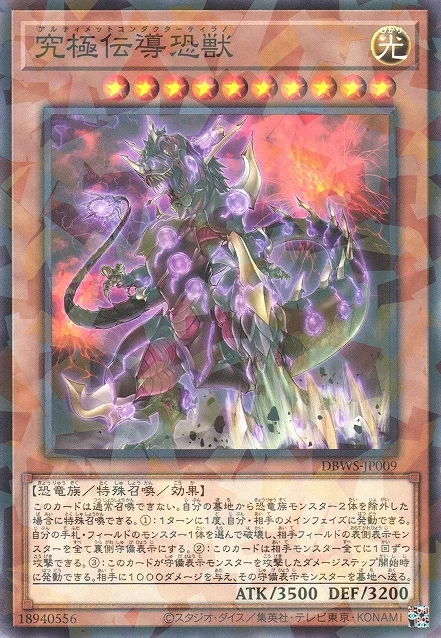 アルティメットコンダクターティラノ
究極伝導恐獣
ひかり
光
DBWS-JP009
【恐竜族/特殊召喚/効果】
このカードは通常召喚できない。自分の墓地から恐竜族モンスター2体を除外し
た場合に特殊召喚できる。①:1ターンに1度、自分・相手のメインフェイズに発動できる。
自分の手札・フィールドのモンスター1体を選んで破壊し、相手フィールドの表側表示モン
スターを全て裏側守備表示にする。②:このカードは相手モンスター全てに1回ずつ
攻撃できる。③:このカードが守備表示モンスターを攻撃したダメージステップ開始時
に発動できる。相手に1000ダメージを与え、その守備表示モンスターを墓地へ送る。
ATK/3500 DEF/3200
18940556 ©スタジオ・ダイス/集英社・テレビ東京・KONAMI